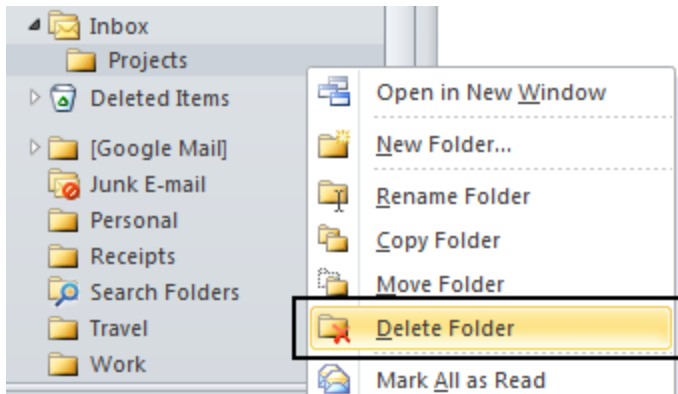 Inbox
Projects
Deleted Items
[Google Mail]
Junk E-mail
Personal
Receipts
Search Folders
Travel
Work
Open in New Window
New Folder...
Rename Folder
Copy Folder
Move Folder
Delete Folder
Mark All as Read